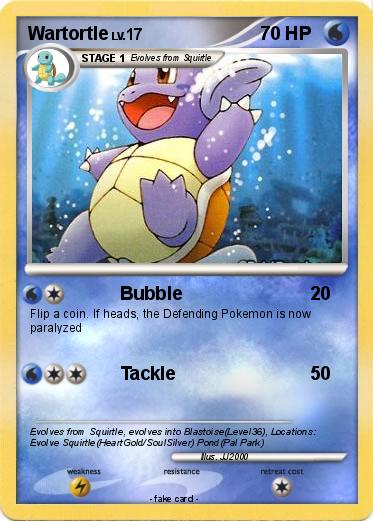 Wartortle LV.17 70 HP
STAGE 1 Evolves from Squirtle
Bubble 20
Flip a coin. If heads, the Defending Pokemon is now
paralyzed
Tackle 50
Evolves from Squirtle, evolves into Blastoise(Level36), Locations:
Evolve Squirtle(HeartGold/SoulSilver) Pond(Pal Park)
Illus. JJ2000
weakness resistance retreat cost
- fake card -